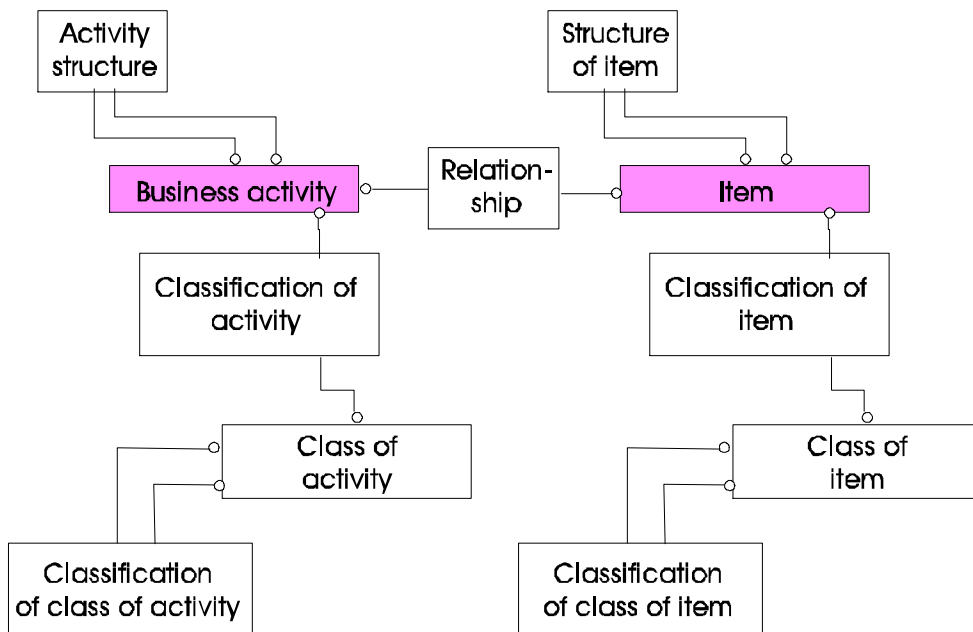 Activity
structure
Structure
of item
Business activity
Relation-
ship
Item
Classification of
activity
Classification of
item
Class of
activity
Class of
item
Classification
of class of activity
Classification
of class of item